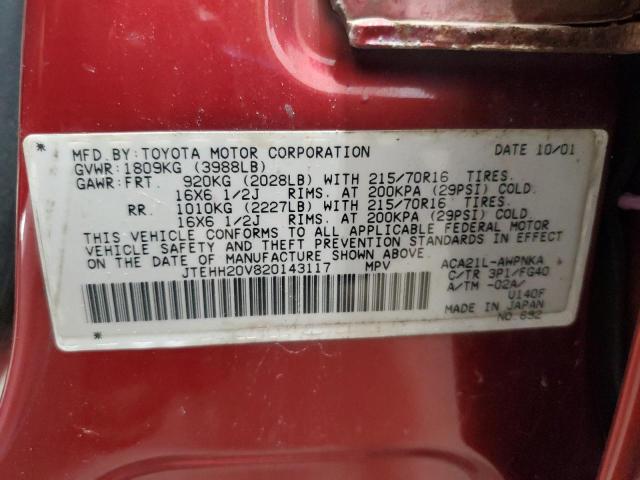 MFD.BY:TOYOTA MOTOR CORPORATION DATE 10/01
GVWR:1809KG (3988LB)
GAWR:FRT. 920KG (2028LB) WITH 215/70R16 TIRES.
16X6 1/2J RIMS. AT 200KPA (29PSI) COLD.
RR. 1010KG (2227LB) WITH 215/70R16 TIRES.
16X6 1/2J RIMS. AT 200KPA (29PSI) COLD.
THIS VEHICLE CONFORMS TO ALL APPLICABLE FEDERAL MOTOR
VEHICLE SAFETY AND THEFT PREVENTION STANDARDS IN EFFECT
ON THE DATE OF MANUFACTURE SHOWN ABOVE.
JTEHH20V820143117 MPV ACA21L-AWPNKA
C/TR 3P1/FG40
A/TM -02A/
U140F
MADE IN JAPAN
NO.692